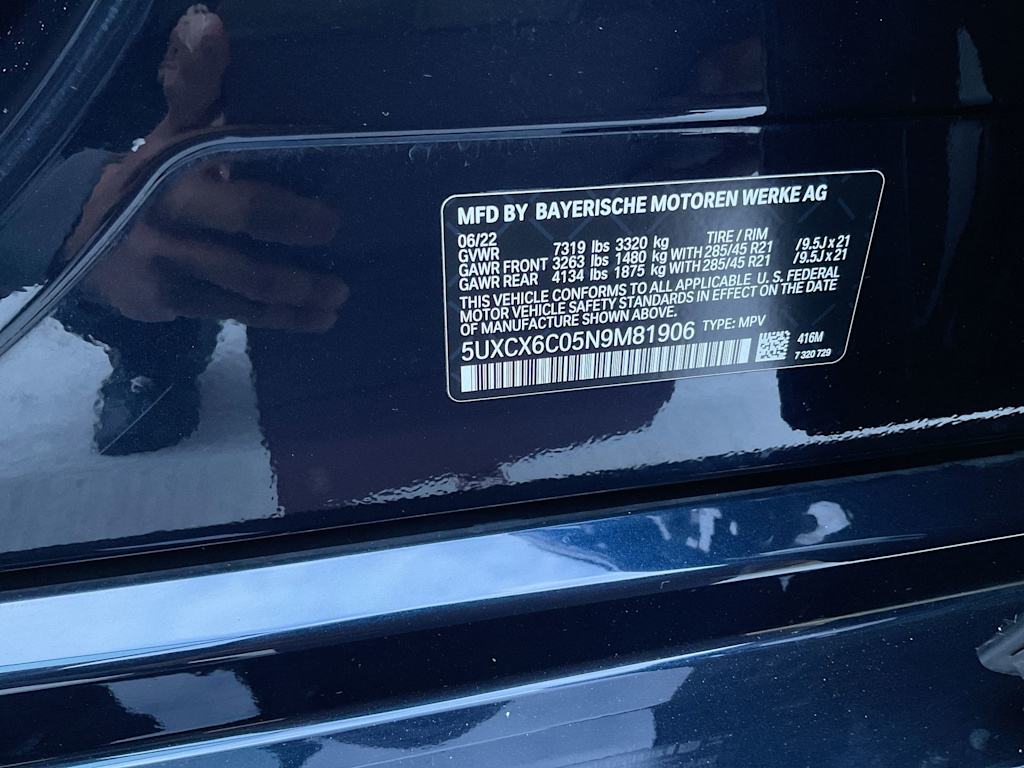 MFD BY BAYERISCHE MOTOREN WERKE AG
06/22 TIRE / RIM
GVWR 7319 lbs 3320 kg
GAWR FRONT 3263 lbs 1480 kg WITH 285/45 R21 /9.5J x 21
GAWR REAR 4134 lbs 1875 kg WITH 285/45 R21 /9.5J x 21
THIS VEHICLE CONFORMS TO ALL APPLICABLE U.S. FEDERAL
MOTOR VEHICLE SAFETY STANDARDS IN EFFECT ON THE DATE
OF MANUFACTURE SHOWN ABOVE.
5UXCX6C05N9M81906 TYPE: MPV
416M
7 320 729